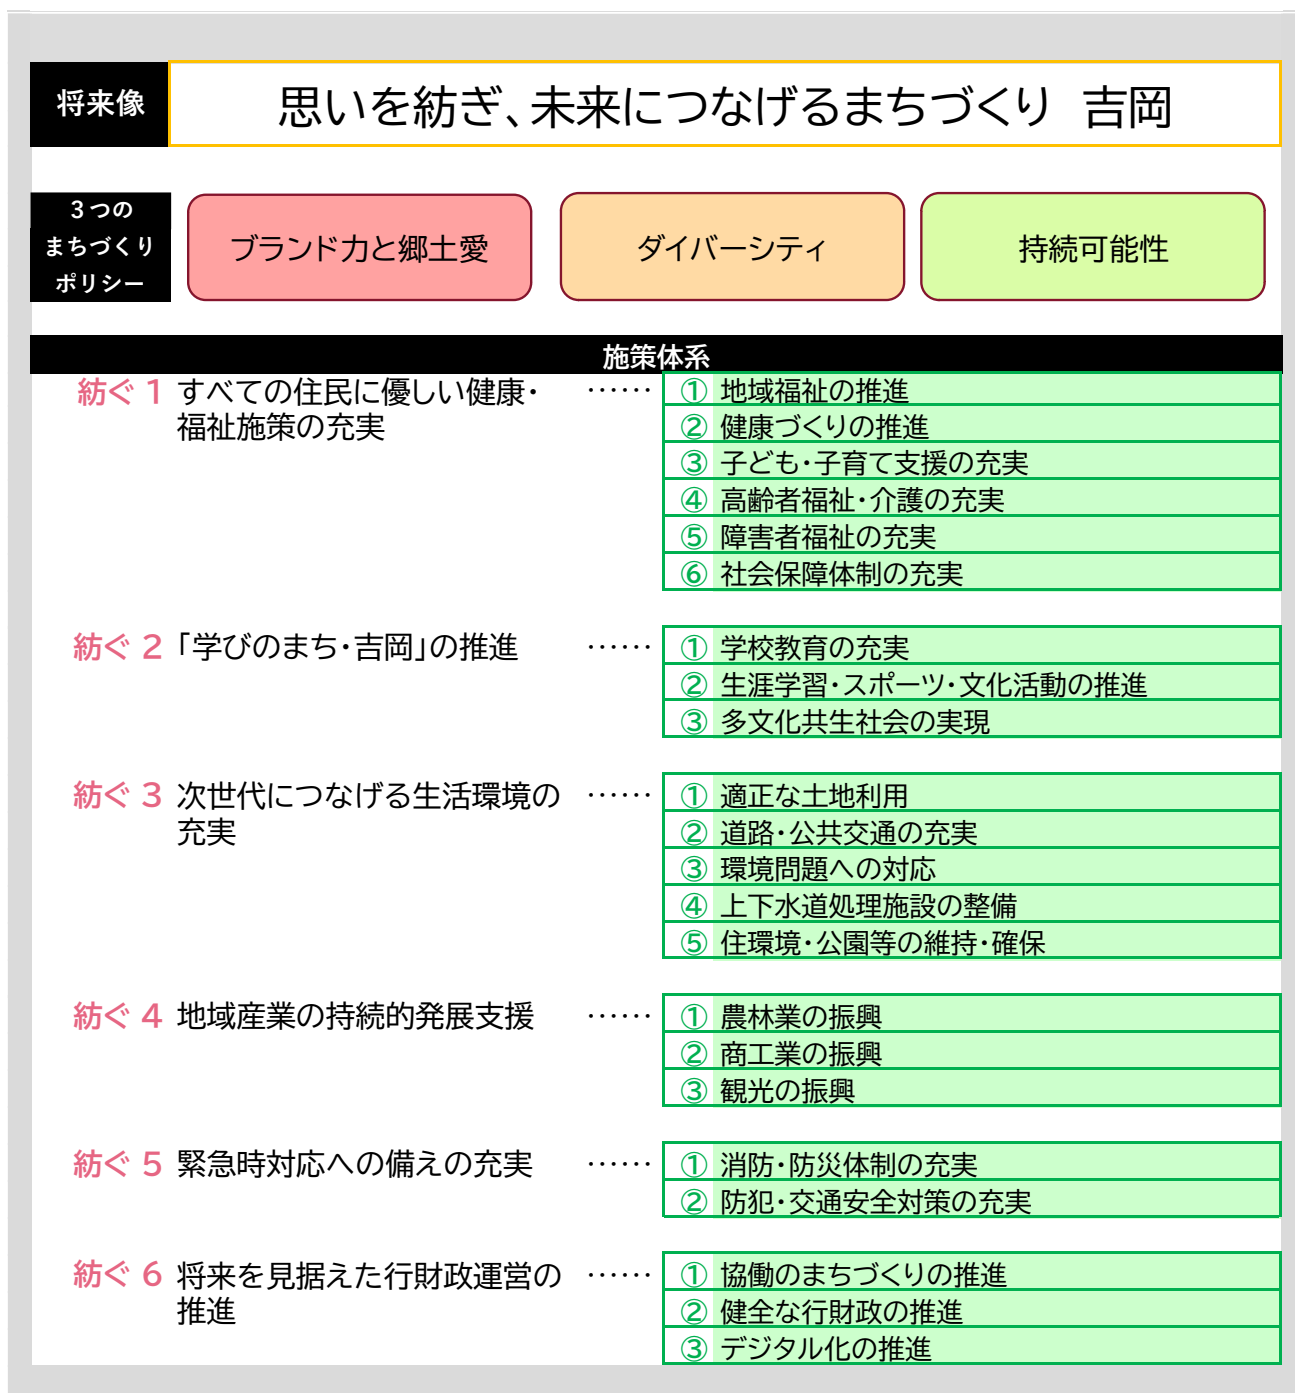 将来像
思いを紡ぎ、未来につなげるまちづくり 吉岡
３つの
まちづくり
ポリシー
ブランド力と郷土愛
ダイバーシティ
持続可能性
施策体系
紡ぐ 1 すべての住民に優しい健康・ ‥‥‥ ① 地域福祉の推進
福祉施策の充実 ② 健康づくりの推進
③ 子ども・子育て支援の充実
④ 高齢者福祉・介護の充実
⑤ 障害者福祉の充実
⑥ 社会保障体制の充実
紡ぐ 2 「学びのまち・吉岡」の推進 ‥‥‥ ① 学校教育の充実
② 生涯学習・スポーツ・文化活動の推進
③ 多文化共生社会の実現
紡ぐ 3 次世代につなげる生活環境の ‥‥‥ ① 適正な土地利用
充実 ② 道路・公共交通の充実
③ 環境問題への対応
④ 上下水道処理施設の整備
⑤ 住環境・公園等の維持・確保
紡ぐ 4 地域産業の持続的発展支援 ‥‥‥ ① 農林業の振興
② 商工業の振興
③ 観光の振興
紡ぐ 5 緊急時対応への備えの充実 ‥‥‥ ① 消防・防災体制の充実
② 防犯・交通安全対策の充実
紡ぐ 6 将来を見据えた行財政運営の ‥‥‥ ① 協働のまちづくりの推進
推進 ② 健全な行財政の推進
③ デジタル化の推進